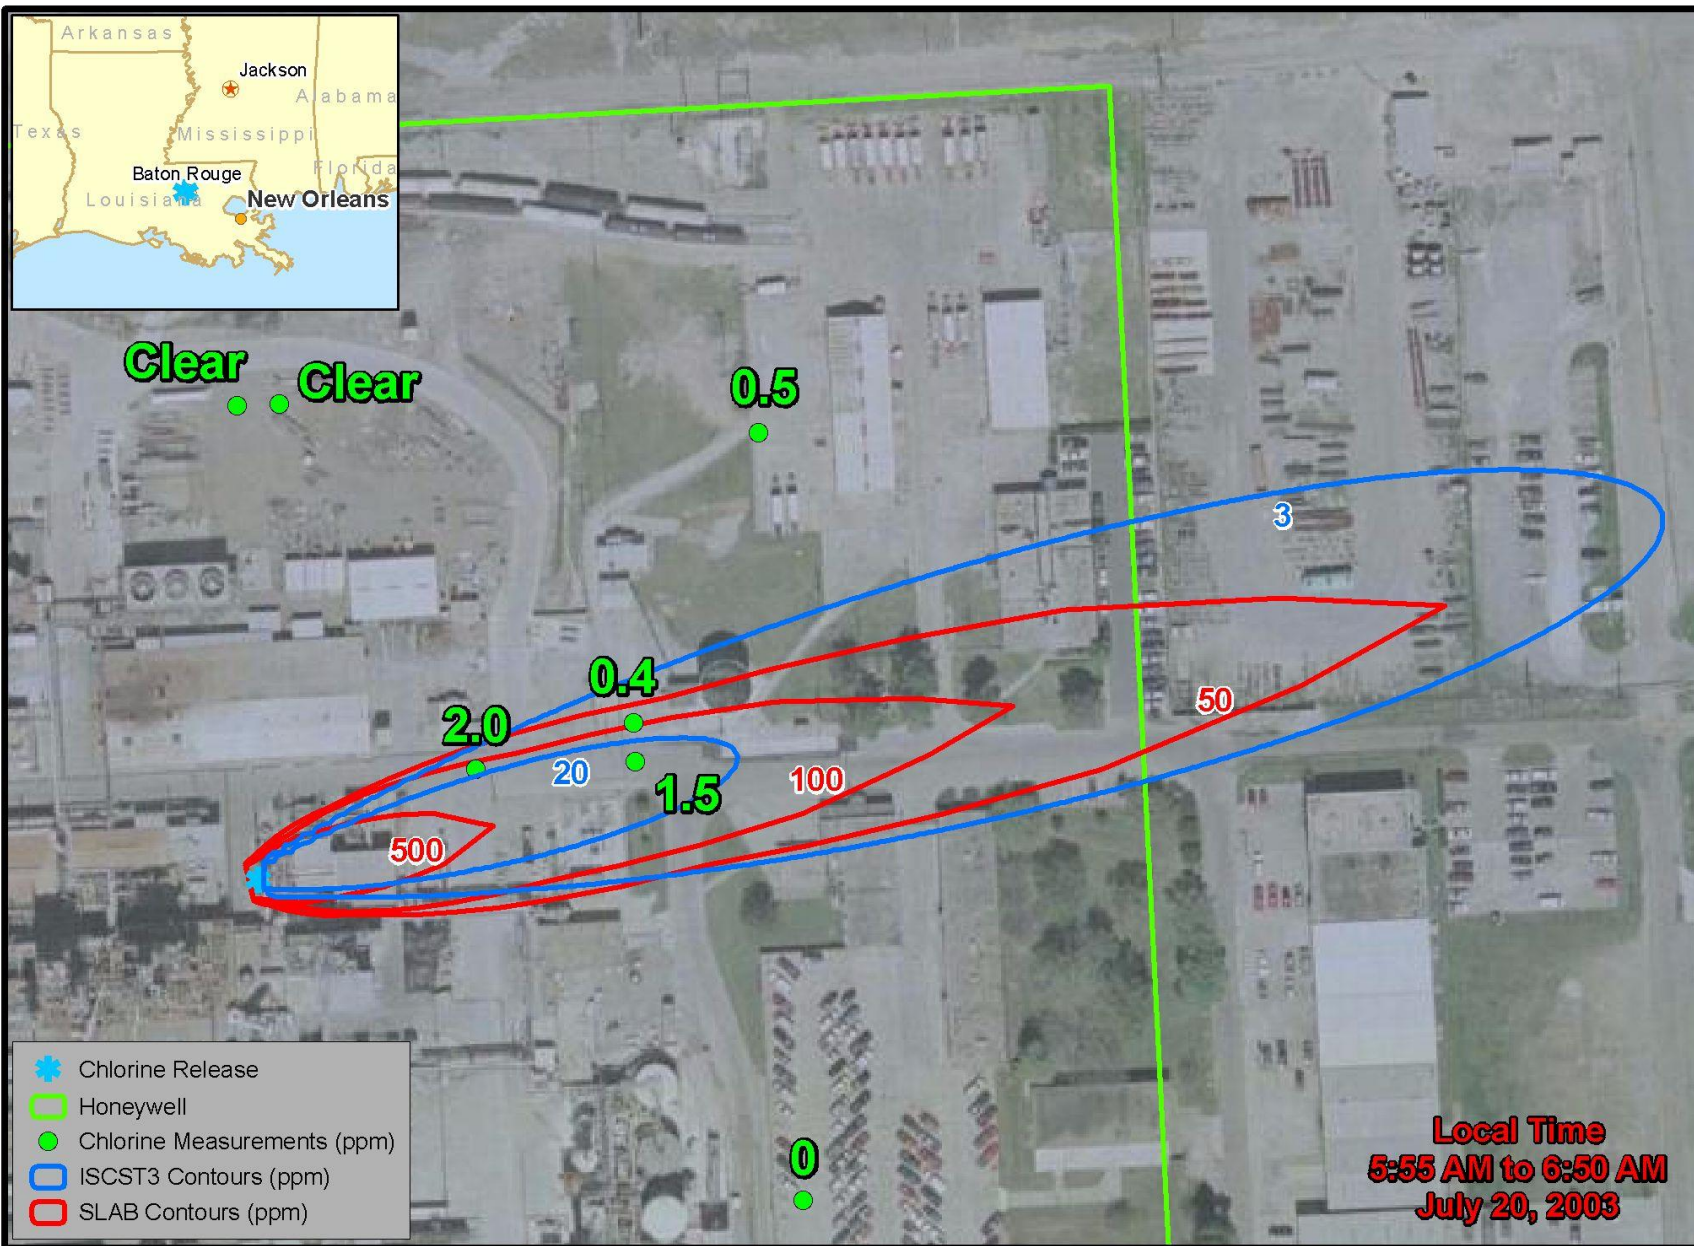 Arkansas
Jackson
Alabama
Texas
Mississippi
Baton Rouge
Florida
Louisiana
New Orleans
Clear
Clear
0.5
3
0.4
50
2.0
20
100
1.5
500
0
Chlorine Release
Honeywell
Chlorine Measurements (ppm)
ISCST3 Contours (ppm)
SLAB Contours (ppm)
Local Time
5:55 AM to 6:50 AM
July 20, 2003